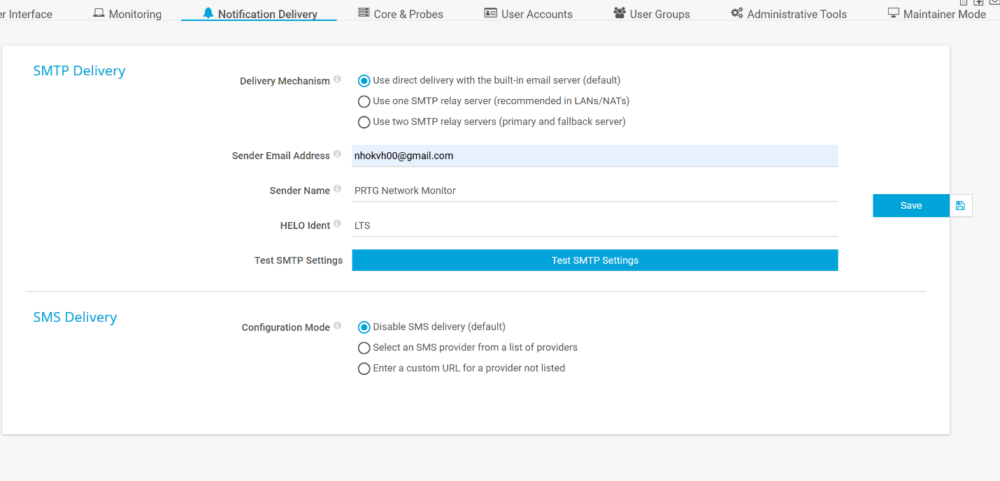 er Interface
Monitoring
Notification Delivery
Core & Probes
User Accounts
User Groups
Administrative Tools
Maintainer Mode
SMTP Delivery
Delivery Mechanism
Use direct delivery with the built-in email server (default)
Use one SMTP relay server (recommended in LANs/NATs)
Use two SMTP relay servers (primary and fallback server)
Sender Email Address
nhokvh00@gmail.com
Sender Name
PRTG Network Monitor
Save
HELO Ident
LTS
Test SMTP Settings
Test SMTP Settings
SMS Delivery
Configuration Mode
Disable SMS delivery (default)
Select an SMS provider from a list of providers
Enter a custom URL for a provider not listed